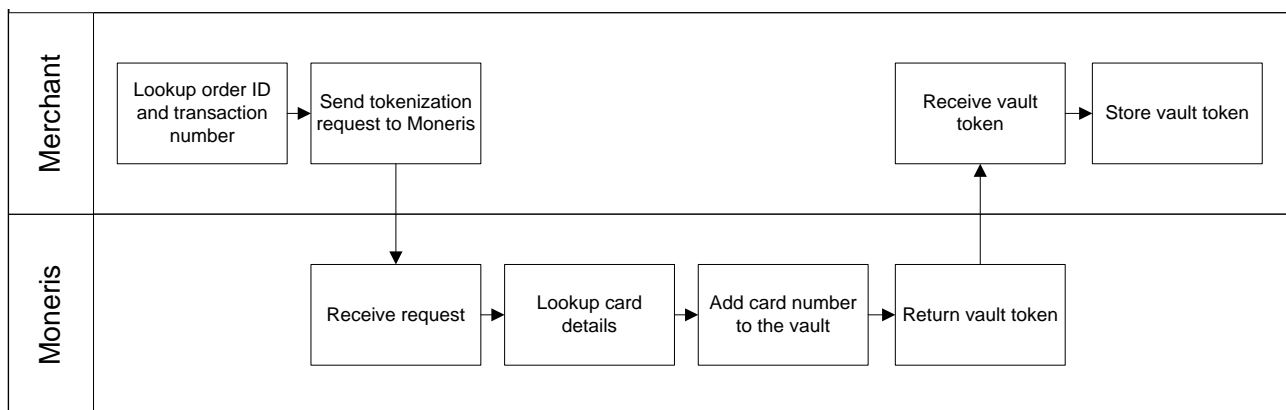 Merchant
Lookup order ID
and transaction
number
Send tokenization
request to Moneris
Receive vault
token
Store vault token
Moneris
Receive request
Lookup card
details
Add card number
to the vault
Return vault token